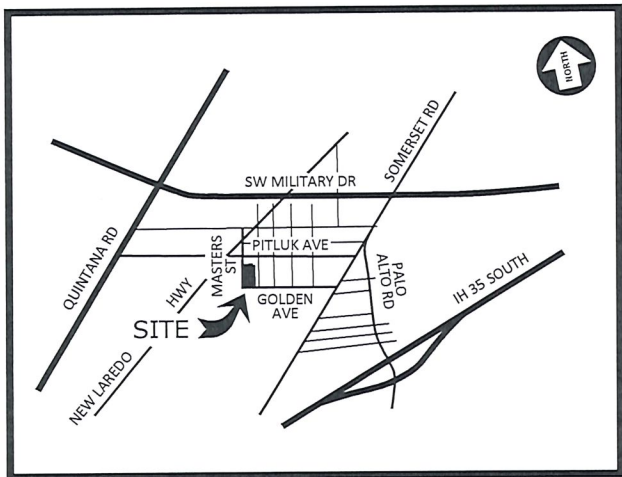 NORTH
SOMERSET RD
SW MILITARY DR
QUINTANA RD
MASTERS
ST
PITLUK AVE
PALO
ALTO RD
IH 35 SOUTH
HWY
GOLDEN
AVE
SITE
NEW LAREDO